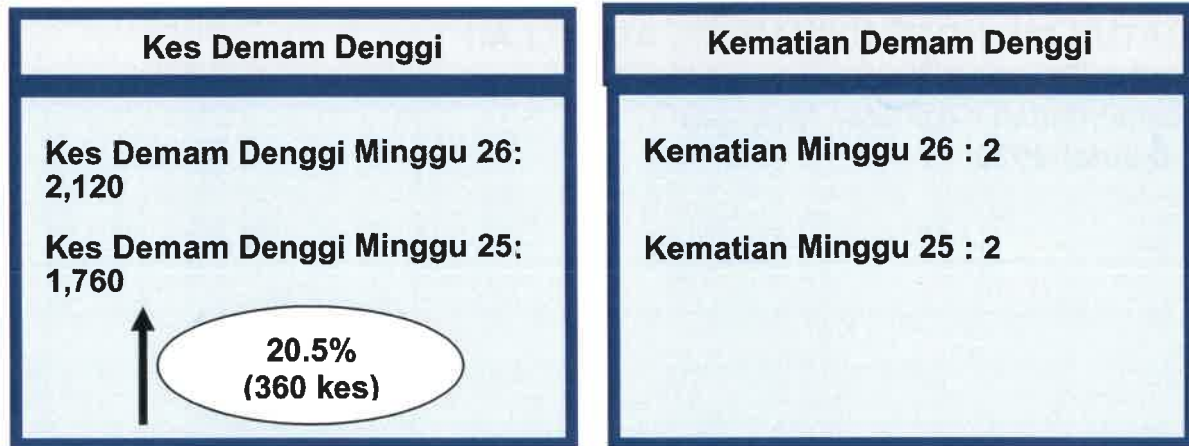 Kes Demam Denggi
Kes Demam Denggi Minggu 26:
2,120
Kes Demam Denggi Minggu 25:
1,760
20.5%
(360 kes)
Kematian Demam Denggi
Kematian Minggu 26 : 2
Kematian Minggu 25 : 2